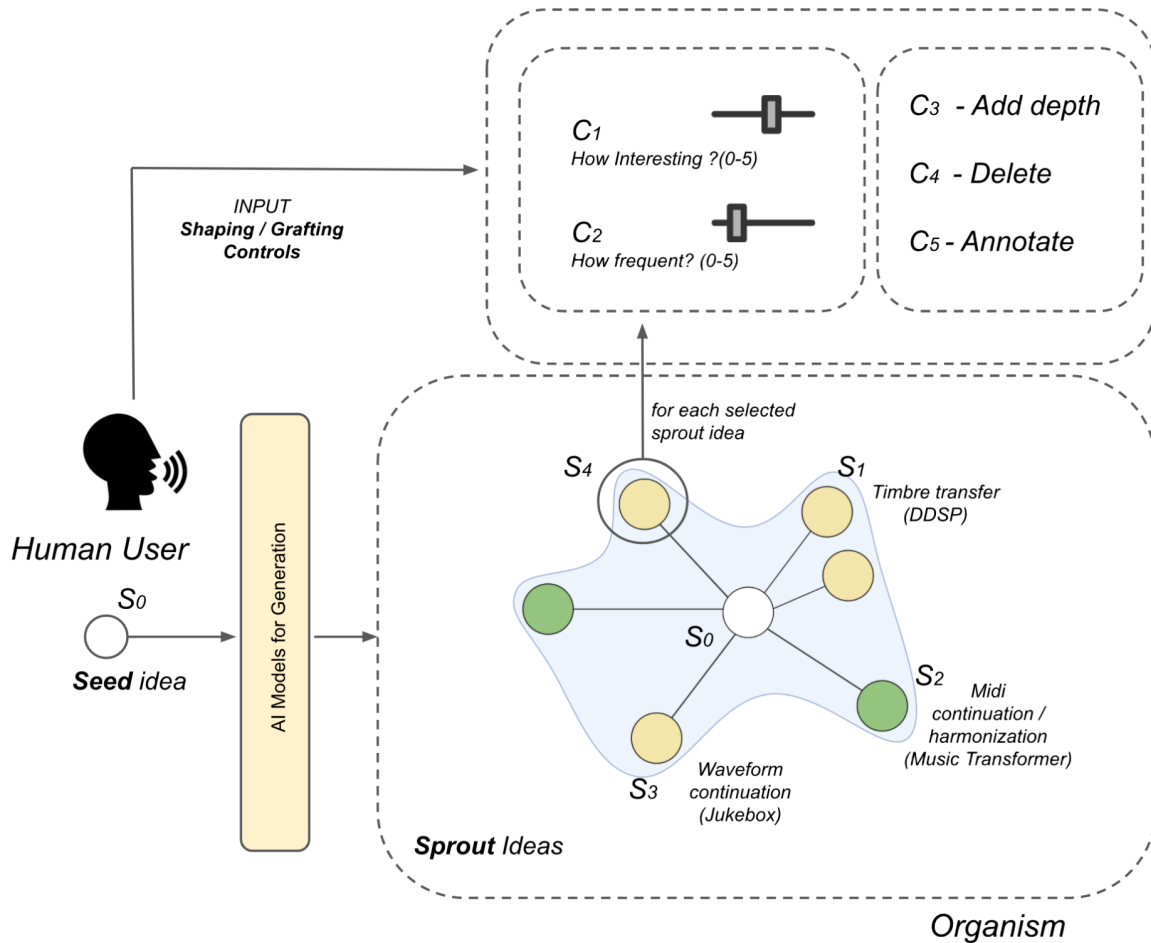 C1
How Interesting ?(0-5)
C2
How frequent? (0-5)
C3 - Add depth
C4 - Delete
C5 - Annotate
INPUT
Shaping / Grafting
Controls
for each selected
sprout idea
Human User
S0
Seed idea
AI Models for Generation
S4
S1
Timbre transfer
(DDSP)
S0
S2
Midi
continuation /
harmonization
(Music Transformer)
S3
Waveform
continuation
(Jukebox)
Sprout Ideas
Organism